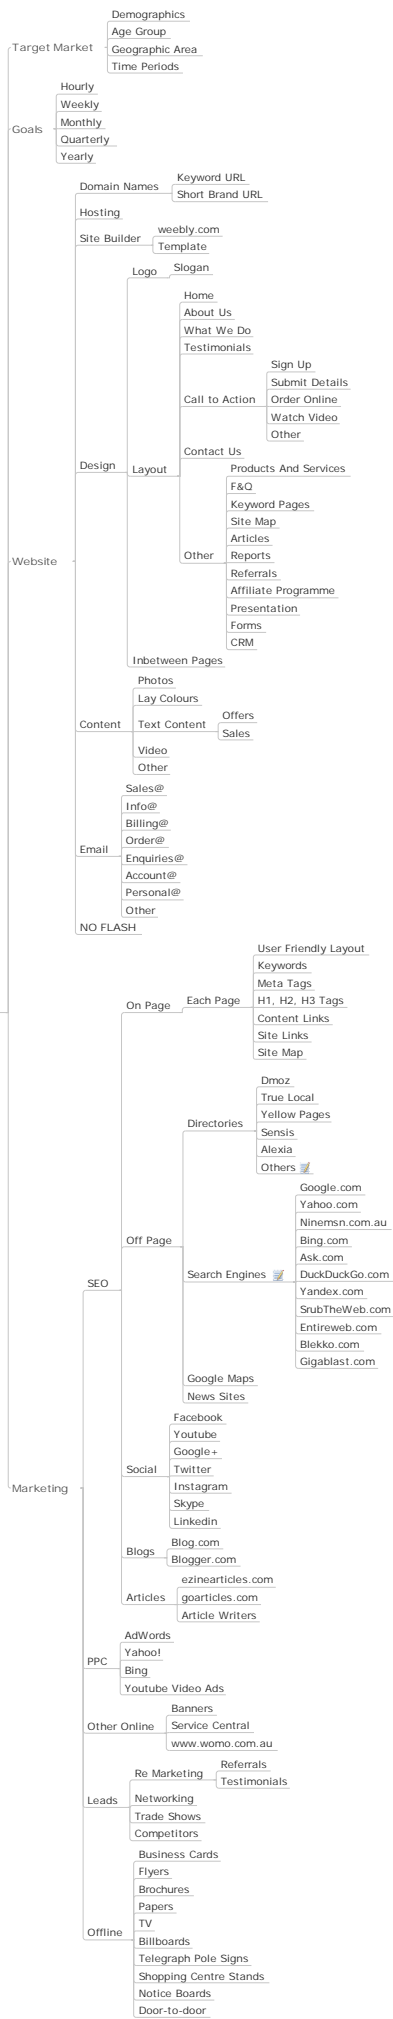 Target Market
Demographics
Age Group
Geographic Area
Time Periods
Goals
Hourly
Weekly
Monthly
Quarterly
Yearly
Website
Domain Names
Keyword URL
Short Brand URL
Hosting
Site Builder
weebly.com
Template
Design
Logo
Slogan
Layout
Home
About Us
What We Do
Testimonials
Call to Action
Sign Up
Submit Details
Order Online
Watch Video
Other
Contact Us
Other
Products And Services
F&Q
Keyword Pages
Site Map
Articles
Reports
Referrals
Affiliate Programme
Presentation
Forms
CRM
Inbetween Pages
Content
Photos
Lay Colours
Text Content
Offers
Sales
Video
Other
Email
Sales@
Info@
Billing@
Order@
Enquiries@
Account@
Personal@
Other
NO FLASH
Marketing
SEO
On Page
Each Page
User Friendly Layout
Keywords
Meta Tags
H1, H2, H3 Tags
Content Links
Site Links
Site Map
Off Page
Directories
Dmoz
True Local
Yellow Pages
Sensis
Alexia
Others
Search Engines
Google.com
Yahoo.com
Ninemsn.com.au
Bing.com
Ask.com
DuckDuckGo.com
Yandex.com
SrubTheWeb.com
Entireweb.com
Blekko.com
Gigablast.com
Google Maps
News Sites
Social
Facebook
Youtube
Google+
Twitter
Instagram
Skype
Linkedin
Blogs
Blog.com
Blogger.com
Articles
ezinearticles.com
goarticles.com
Article Writers
PPC
AdWords
Yahoo!
Bing
Youtube Video Ads
Other Online
Banners
Service Central
www.womo.com.au
Leads
Re Marketing
Referrals
Testimonials
Networking
Trade Shows
Competitors
Offline
Business Cards
Flyers
Brochures
Papers
TV
Billboards
Telegraph Pole Signs
Shopping Centre Stands
Notice Boards
Door-to-door